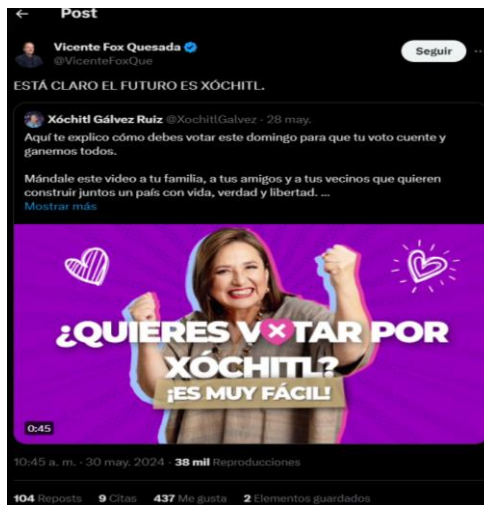 ← Post
Vicente Fox Quesada
@VicenteFoxQue
Seguir
ESTÁ CLARO EL FUTURO ES XÓCHITL.
Xóchitl Gálvez Ruiz @XochitlGalvez · 28 may.
Aquí te explico cómo debes votar este domingo para que tu voto cuente y
ganemos todos.
Mándale este video a tu familia, a tus amigos y a tus vecinos que quieren
construir juntos un país con vida, verdad y libertad. ...
Mostrar más
¿QUIERES VOTAR POR
XÓCHITL?
¡ES MUY FÁCIL!
0:45
10:45 a. m. · 30 may. 2024 · 38 mil Reproducciones
104 Reposts 9 Citas 437 Me gusta 2 Elementos guardados